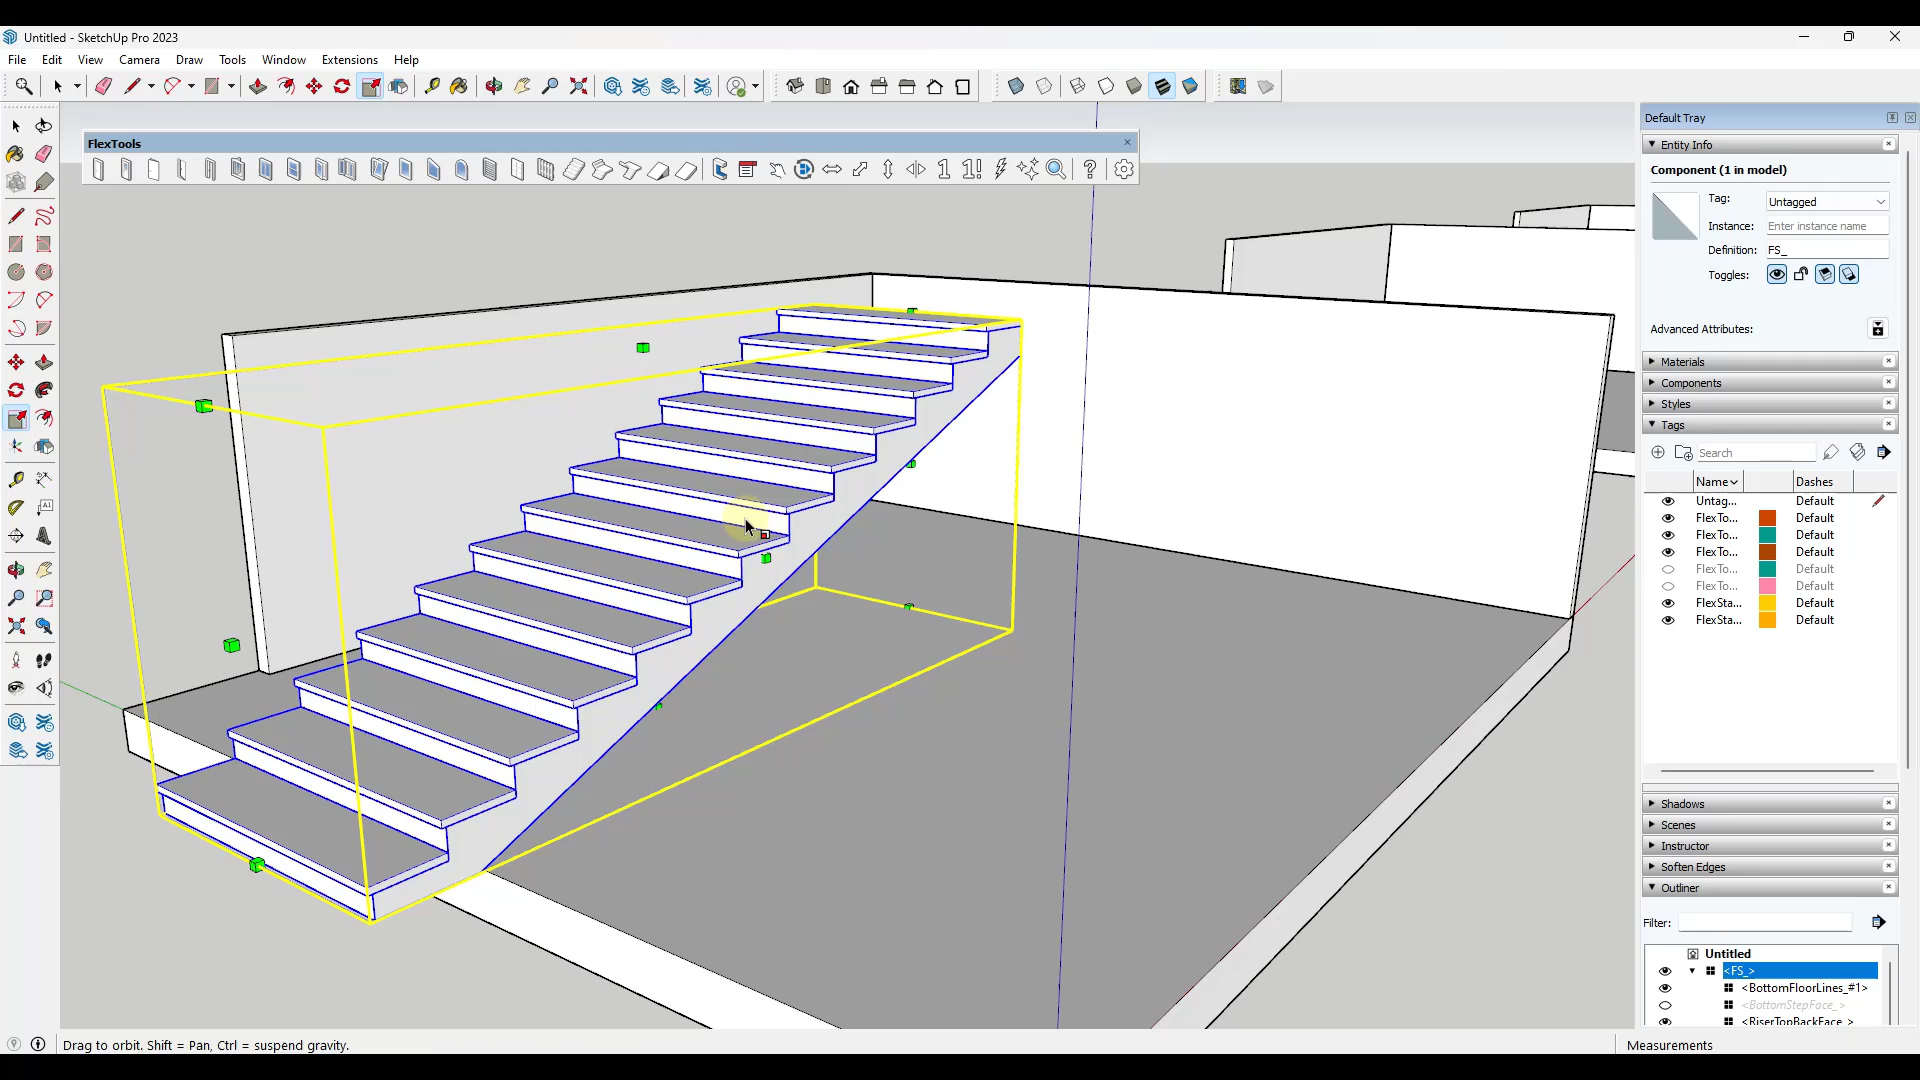 Untitled - SketchUp Pro 2023
File Edit View Camera Draw Tools Window Extensions Help
FlexTools
1 1!
Default Tray
Entity Info
Component (1 in model)
Tag: Untagged
Instance: Enter instance name
Definition: FS_
Toggles:
Advanced Attributes:
Materials
Components
Styles
Tags
Search
Name Dashes
Untag... Default
FlexTo... Default
FlexTo... Default
FlexTo... Default
FlexTo... Default
FlexTo... Default
FlexSta... Default
FlexSta... Default
Shadows
Scenes
Instructor
Soften Edges
Outliner
Filter:
Untitled
<FS_>
<BottomFloorLines_#1>
<BottomStepFace_>
<RiserTopBackFace_>
Drag to orbit. Shift = Pan, Ctrl = suspend gravity.
Measurements